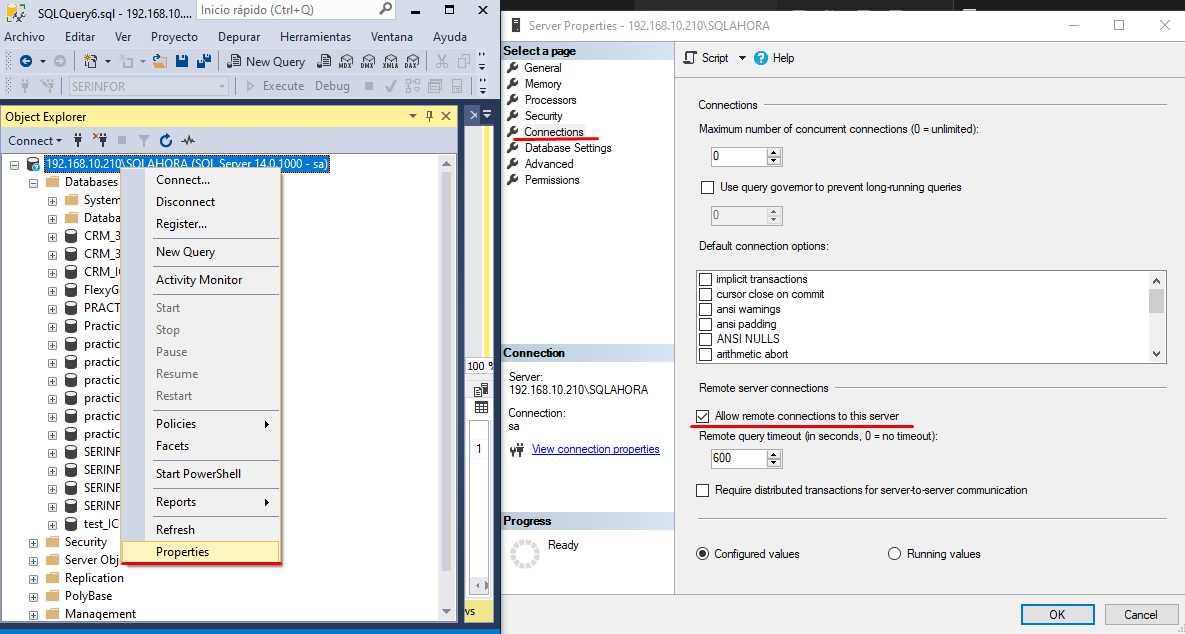 SQLQuery6.sql - 192.168.10....
Inicio rápido (Ctrl+Q)
Archivo Editar Ver Proyecto Depurar Herramientas Ventana Ayuda
New Query MDX DMX XMLA DAX
SERINFOR Execute Debug
Object Explorer
Connect
192.168.10.210\SQLAHORA (SQL Server 14.0.1000 - sa)
Databases
System
Databa
CRM_3
CRM_3
CRM_IC
FlexyG
PRACT
Practic
practic
practic
practic
practic
practic
practic
SERINF
SERINF
SERINF
SERINF
test_IC
Security
Server Obj
Replication
PolyBase
Management
Connect...
Disconnect
Register...
New Query
Activity Monitor
Start
Stop
Pause
Resume
Restart
Policies
Facets
Start PowerShell
Reports
Refresh
Properties
100 %
1
ws
Server Properties - 192.168.10.210\SQLAHORA
Select a page
General
Memory
Processors
Security
Connections
Database Settings
Advanced
Permissions
Connection
Server:
192.168.10.210\SQLAHORA
Connection:
sa
View connection properties
Progress
Ready
Script Help
Connections
Maximum number of concurrent connections (0 = unlimited):
0
Use query governor to prevent long-running queries
0
Default connection options:
implicit transactions
cursor close on commit
ansi warnings
ansi padding
ANSI NULLS
arithmetic abort
Remote server connections
Allow remote connections to this server
Remote query timeout (in seconds, 0 = no timeout):
600
Require distributed transactions for server-to-server communication
Configured values Running values
OK Cancel